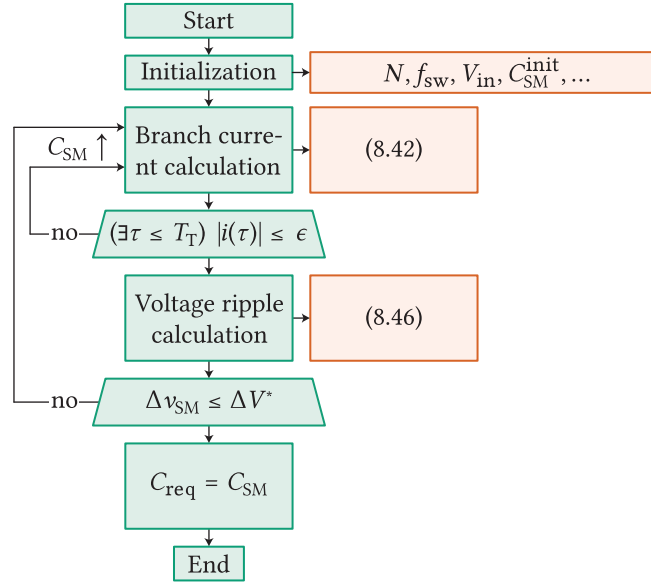 Start
Initialization
N, f_sw, V_in, C_SM^init, ...
C_SM ↑
Branch curre-
nt calculation
(8.42)
no
(∃τ ≤ T_T) |i(τ)| ≤ ϵ
Voltage ripple
calculation
(8.46)
no
Δv_SM ≤ ΔV*
C_req = C_SM
End